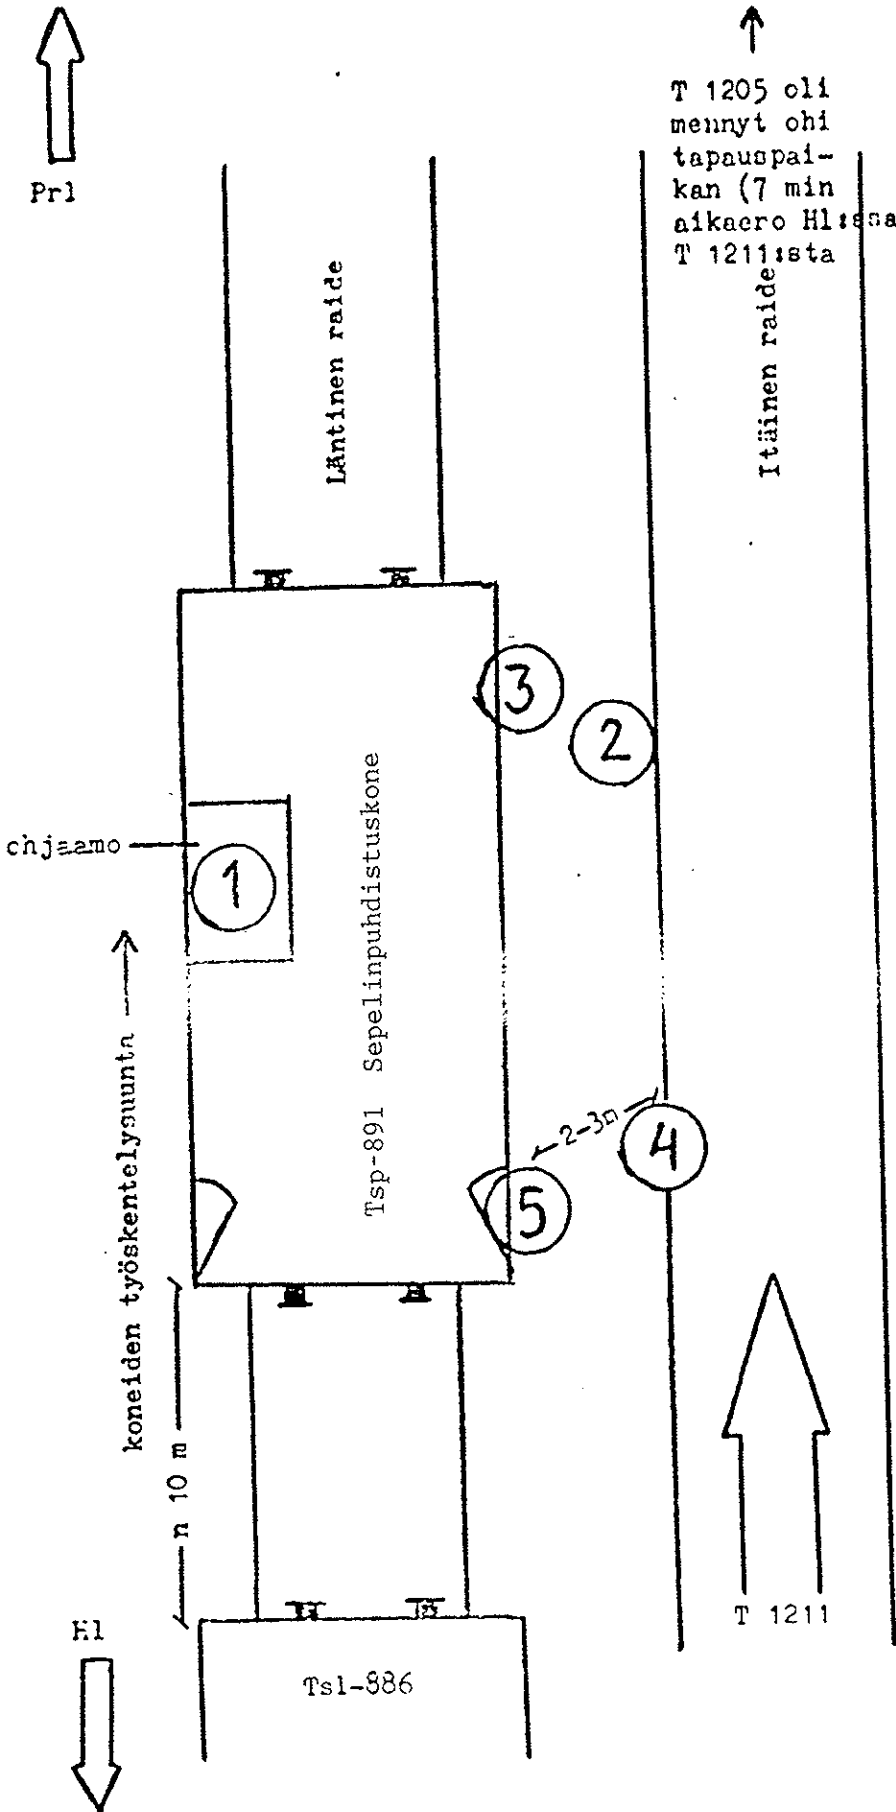 T 1205 oli
mennyt ohi
tapauspai-
kan (7 min
aikaero Hl:ssa
T 1211:sta
Prl
Läntinen raide
Itäinen raide
3
2
ohjaamo
1
Tsp-891 Sepelinpuhdistuskone
koneiden työskentelysuunta
2-3m
4
5
n 10 m
T 1211
Hl
Tsl-886